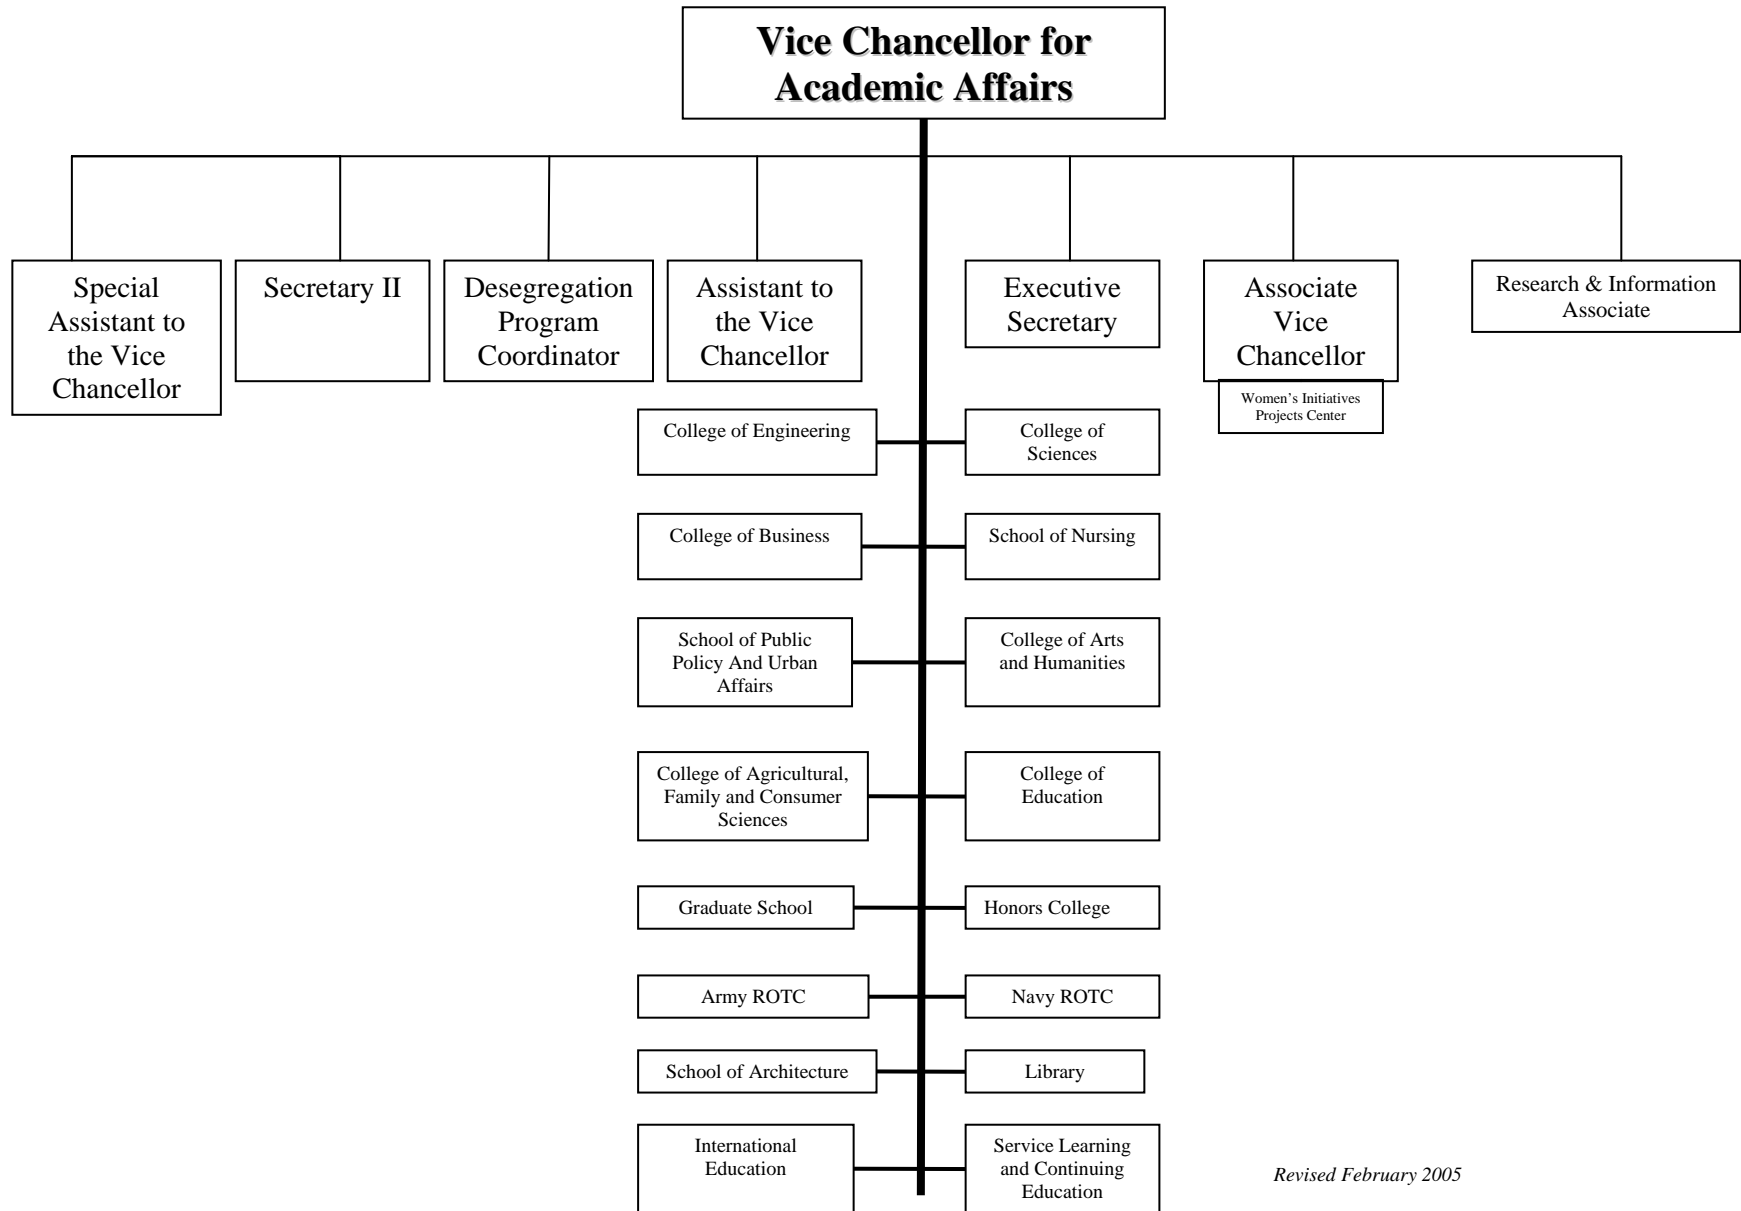 Vice Chancellor for
Academic Affairs
Special
Assistant to
the Vice
Chancellor
Secretary II
Desegregation
Program
Coordinator
Assistant to
the Vice
Chancellor
Executive
Secretary
Associate
Vice
Chancellor
Research & Information
Associate
Women's Initiatives
Projects Center
College of Engineering
College of
Sciences
College of Business
School of Nursing
School of Public
Policy And Urban
Affairs
College of Arts
and Humanities
College of Agricultural,
Family and Consumer
Sciences
College of
Education
Graduate School
Honors College
Army ROTC
Navy ROTC
School of Architecture
Library
International
Education
Service Learning
and Continuing
Education
Revised February 2005